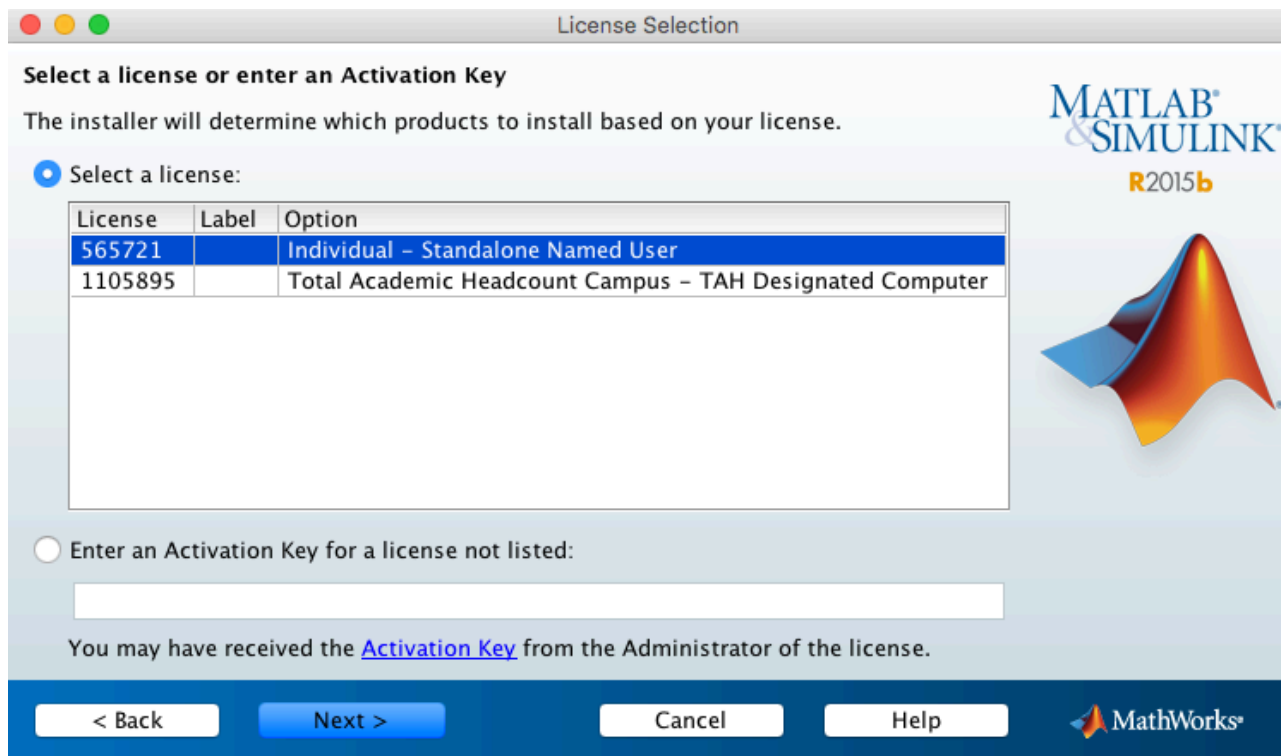 License Selection
Select a license or enter an Activation Key
The installer will determine which products to install based on your license.
MATLAB®
&SIMULINK®
R2015b
Select a license:
License Label Option
565721 Individual – Standalone Named User
1105895 Total Academic Headcount Campus – TAH Designated Computer
Enter an Activation Key for a license not listed:
You may have received the Activation Key from the Administrator of the license.
< Back Next > Cancel Help MathWorks®